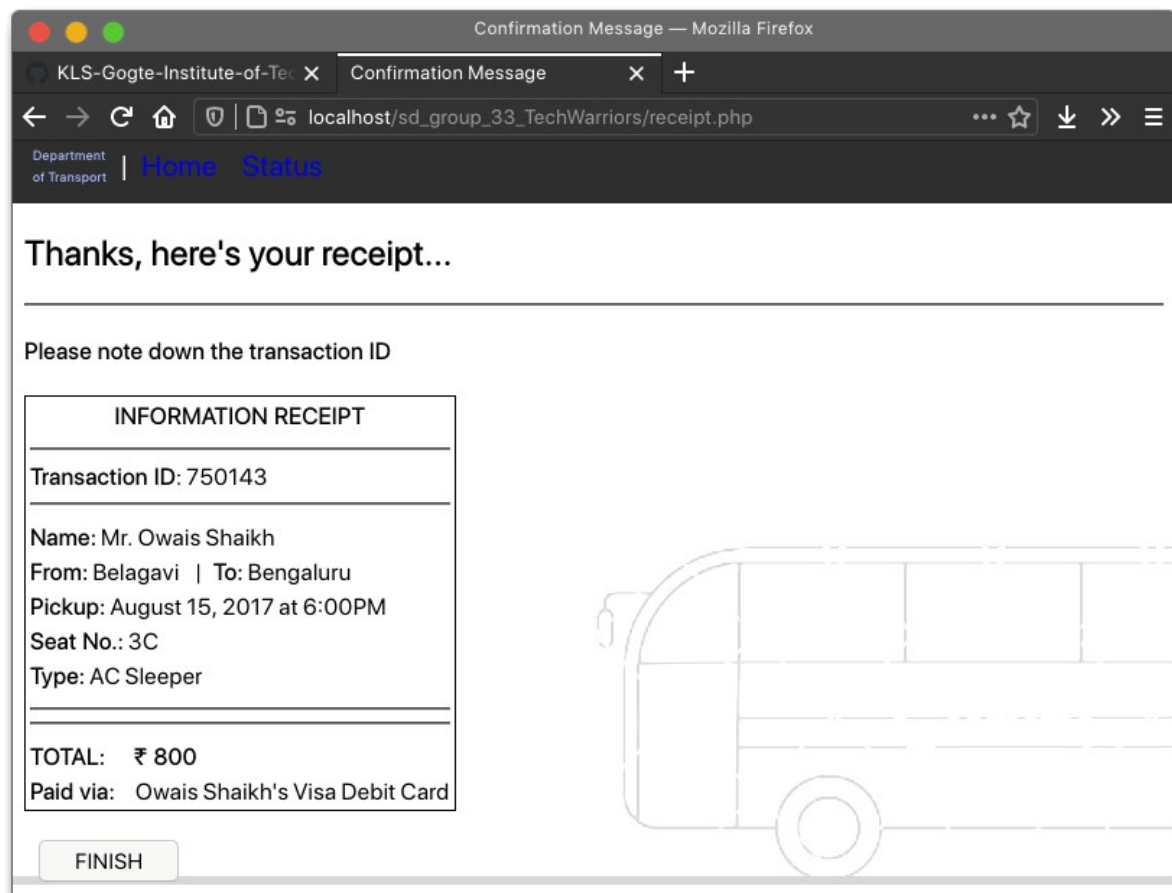 Confirmation Message — Mozilla Firefox
KLS-Gogte-Institute-of-Tec
Confirmation Message
localhost/sd_group_33_TechWarriors/receipt.php
Department
of Transport | Home Status
Thanks, here's your receipt...
Please note down the transaction ID
INFORMATION RECEIPT
Transaction ID: 750143
Name: Mr. Owais Shaikh
From: Belagavi | To: Bengaluru
Pickup: August 15, 2017 at 6:00PM
Seat No.: 3C
Type: AC Sleeper
TOTAL: ₹ 800
Paid via: Owais Shaikh's Visa Debit Card
FINISH